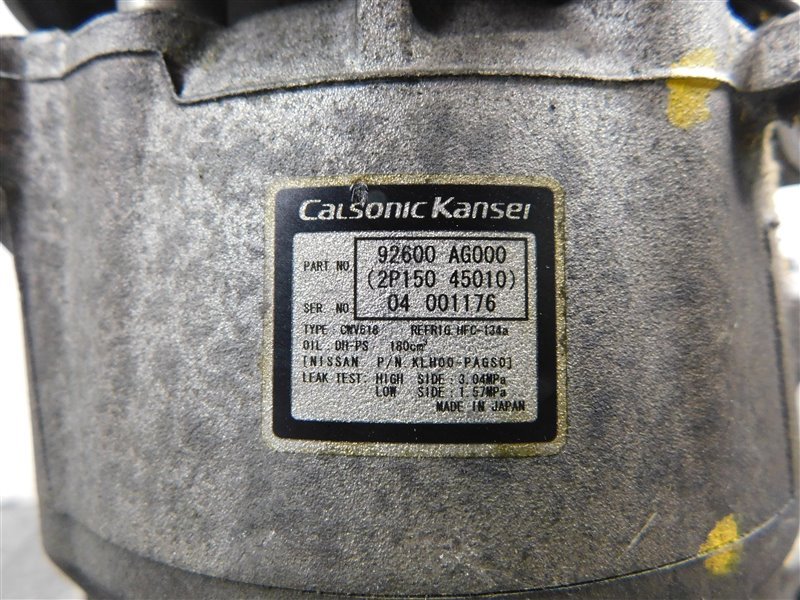 CALSONIC KANSEI
PART NO. 92600 AG000
(2P150 45010)
SER NO 04 001176
TYPE CWV618 REFRIG HFC-134a
OIL DH-PS 180cm³
[NISSAN P/N KLH00-PAGS0]
LEAK TEST: HIGH SIDE : 3.04MPa
LOW SIDE : 1.57MPa
MADE IN JAPAN